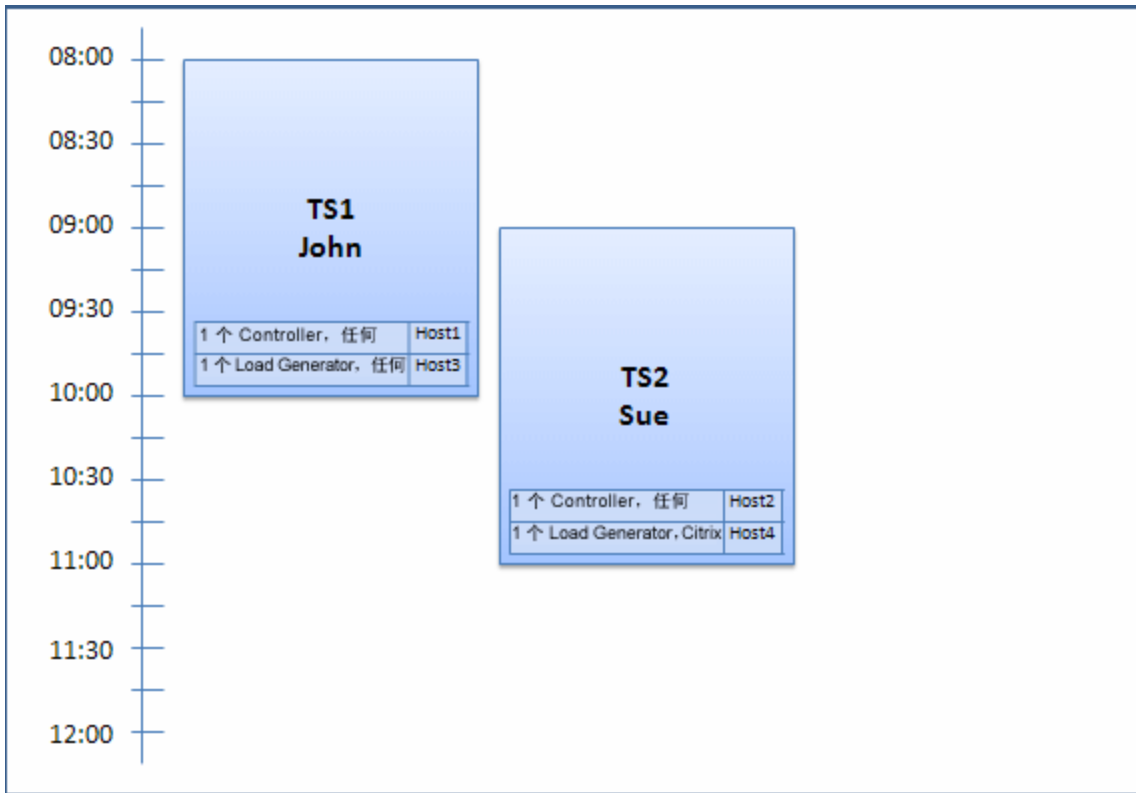 08:00
08:30
09:00
09:30
10:00
10:30
11:00
11:30
12:00
TS1
John
1 个 Controller，任何 Host1
1 个 Load Generator，任何 Host3
TS2
Sue
1 个 Controller，任何 Host2
1 个 Load Generator，Citrix Host4